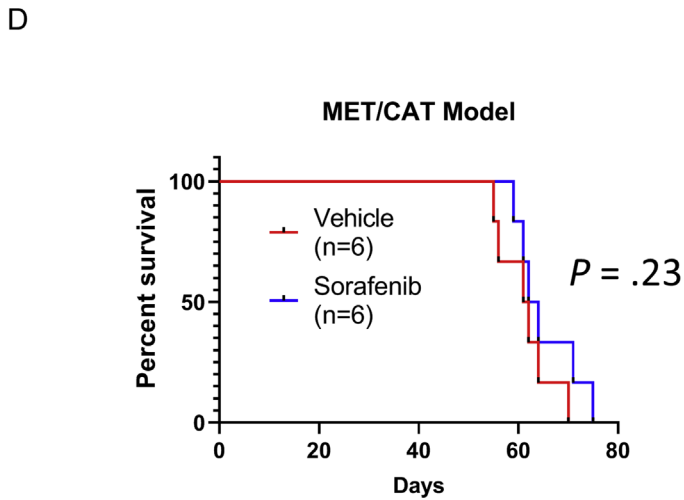 D
MET/CAT Model
Percent survival
100
50
0
Vehicle
(n=6)
Sorafenib
(n=6)
P = .23
0 20 40 60 80
Days